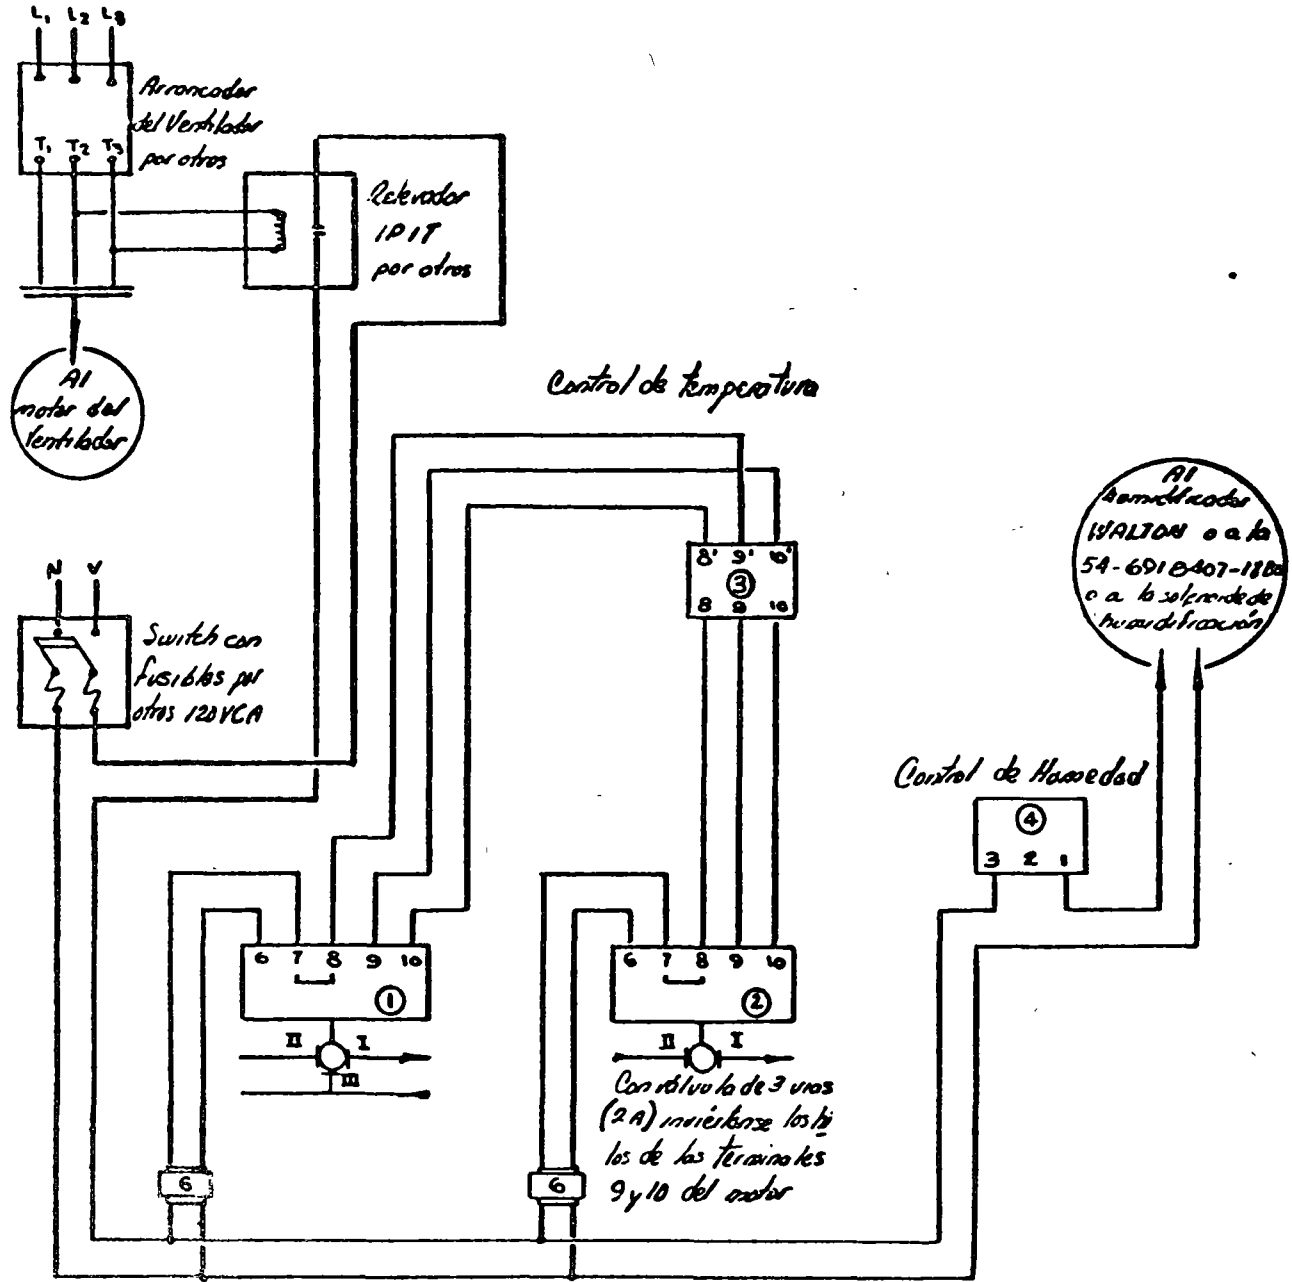 L₁ L₂ L₃
Arrancador
del Ventilador
por otros
T₁ T₂ T₃
Relevador
1P1T
por otros
Al
motor del
Ventilador
Control de temperatura
8' 9' 10'
3
8 9 10
Al
humidificador
WALTON o a la
o a la solenoide de
humidificación
N V
Switch con
fusibles por
otros 120VCA
Control de Humedad
4
3 2 1
6 7 8 9 10
1
II I
III
6 7 8 9 10
2
II I
Con válvula de 3 vias
(2A) inviértanse los hi
los de las terminales
9 y 10 del motor
6
6